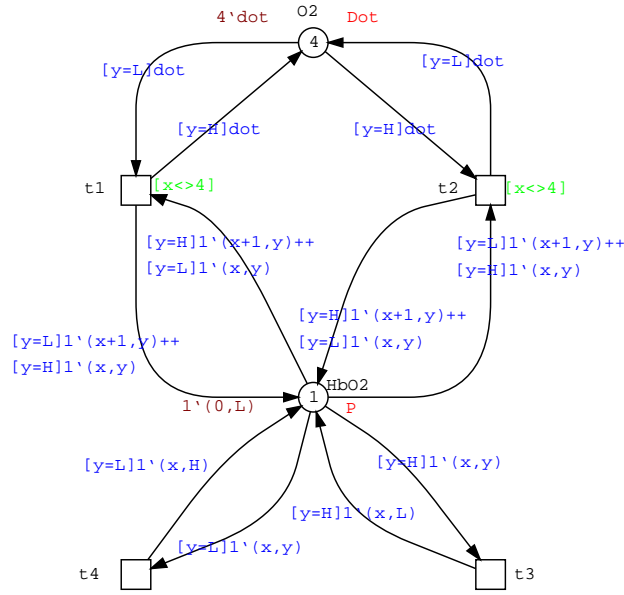 4‘dot O2 Dot
4
[y=L]dot [y=L]dot
[y=H]dot [y=H]dot
t1 [x<>4] t2 [x<>4]
[y=H]1‘(x+1,y)++
[y=L]1‘(x,y)
[y=L]1‘(x+1,y)++
[y=H]1‘(x,y)
[y=H]1‘(x+1,y)++
[y=L]1‘(x,y)
[y=L]1‘(x+1,y)++
[y=H]1‘(x,y)
HbO2
1
1‘(0,L) P
[y=L]1‘(x,H) [y=H]1‘(x,y)
[y=H]1‘(x,L)
[y=L]1‘(x,y)
t4 t3